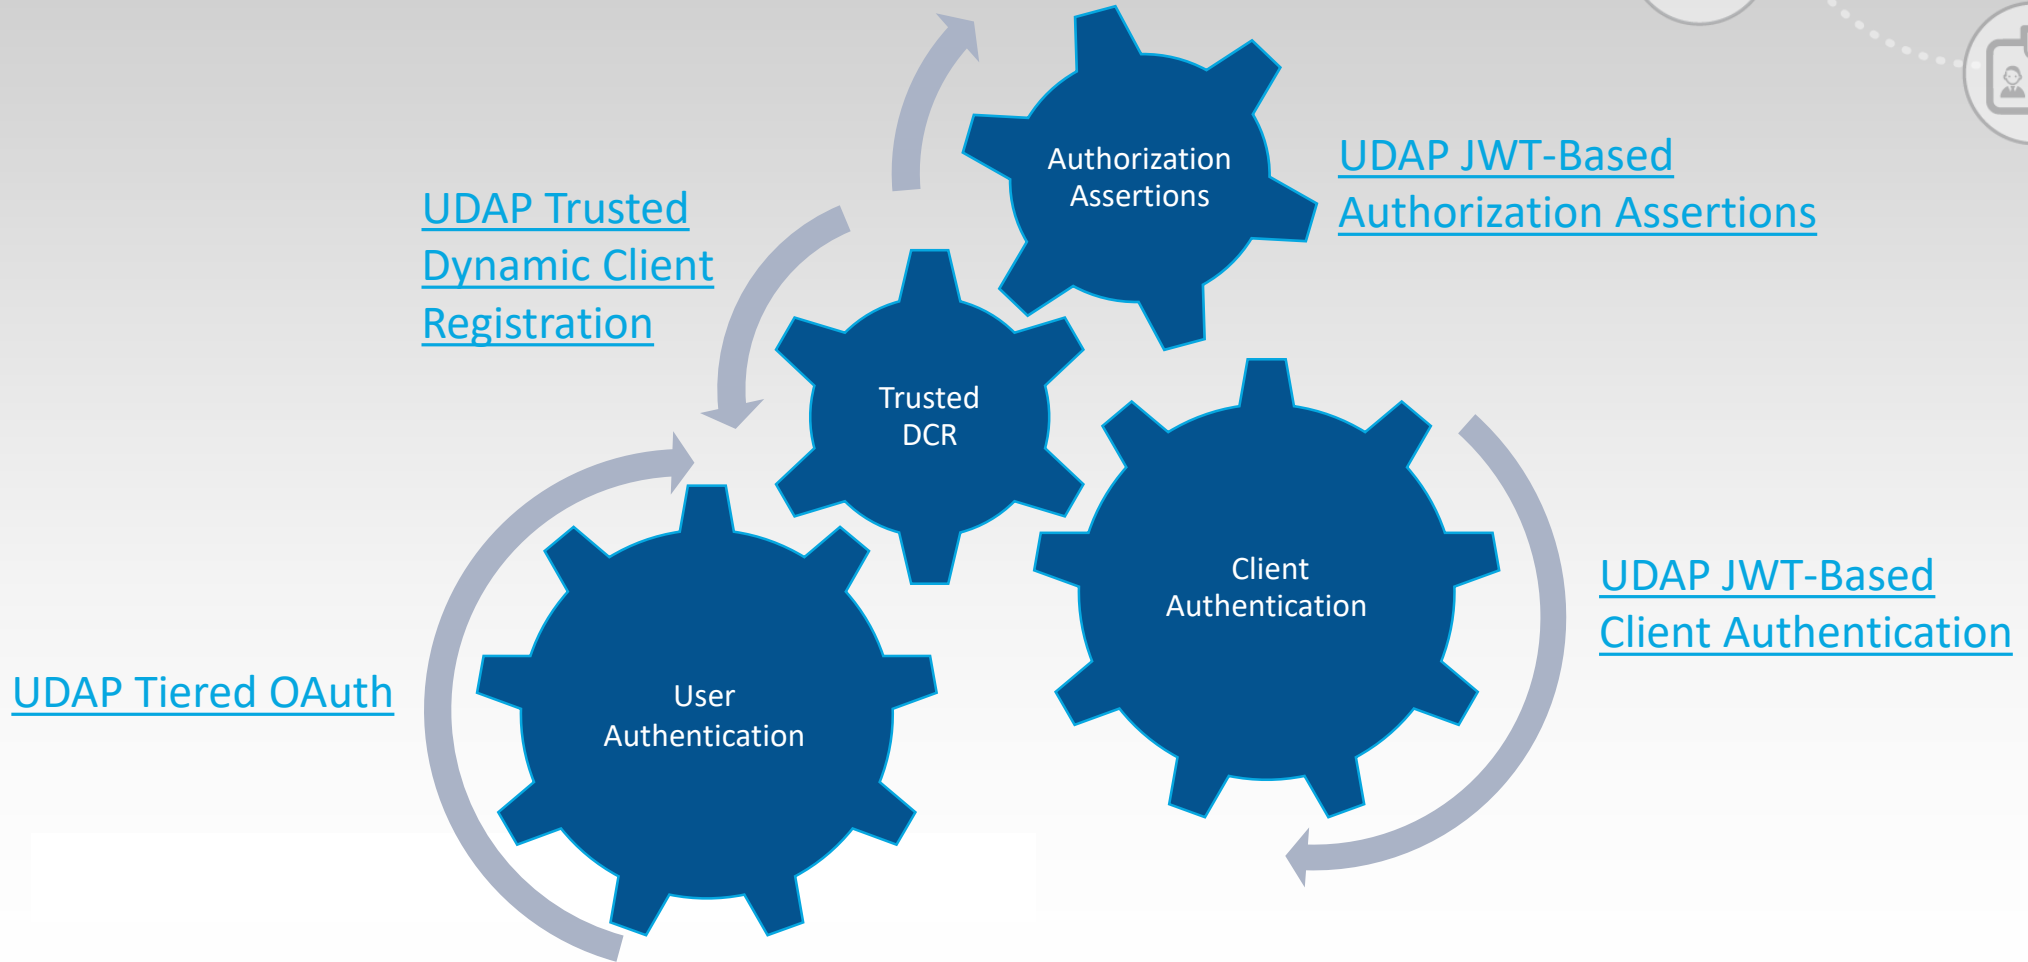 Authorization
Assertions
UDAP JWT-Based
Authorization Assertions
UDAP Trusted
Dynamic Client
Registration
Trusted
DCR
Client
Authentication
UDAP JWT-Based
Client Authentication
UDAP Tiered OAuth
User
Authentication